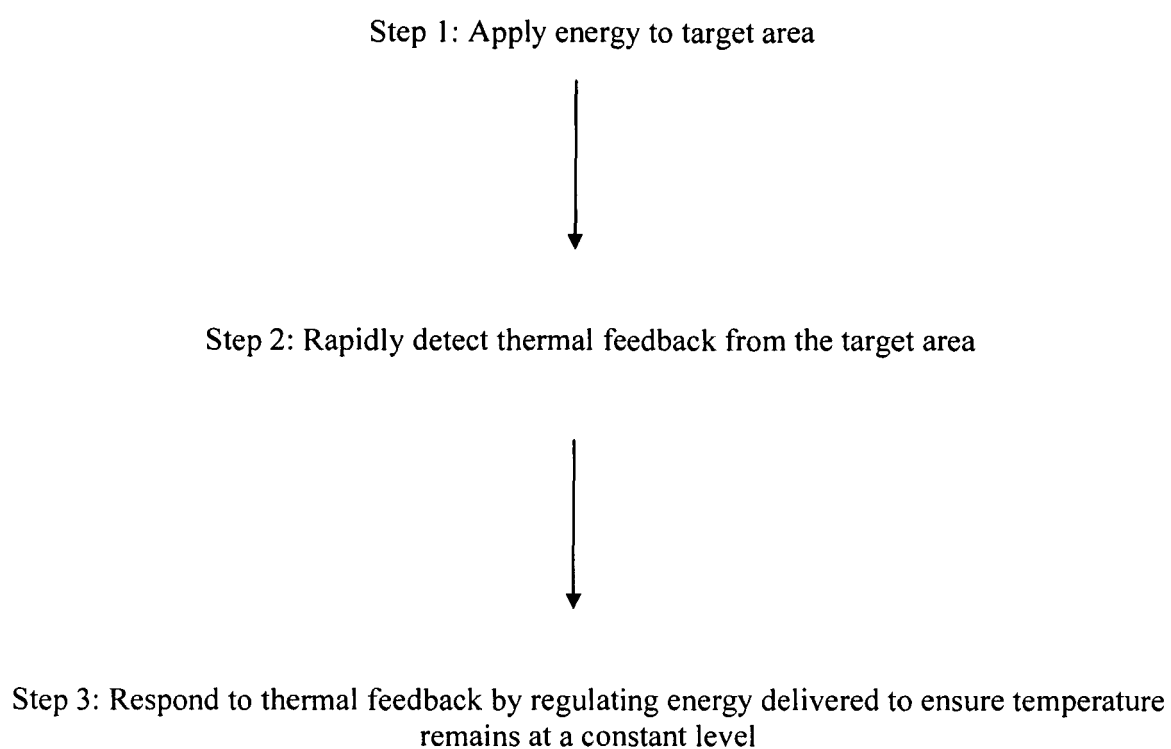 Step 1: Apply energy to target area
Step 2: Rapidly detect thermal feedback from the target area
Step 3: Respond to thermal feedback by regulating energy delivered to ensure temperature
remains at a constant level